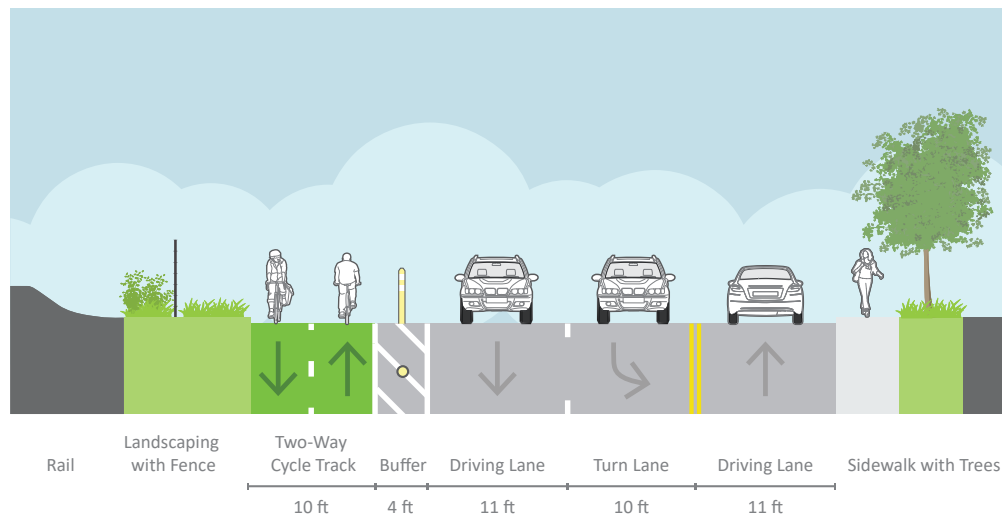 Rail
Landscaping
with Fence
Two-Way
Cycle Track
Buffer
Driving Lane
Turn Lane
Driving Lane
Sidewalk with Trees
10 ft
4 ft
11 ft
10 ft
11 ft